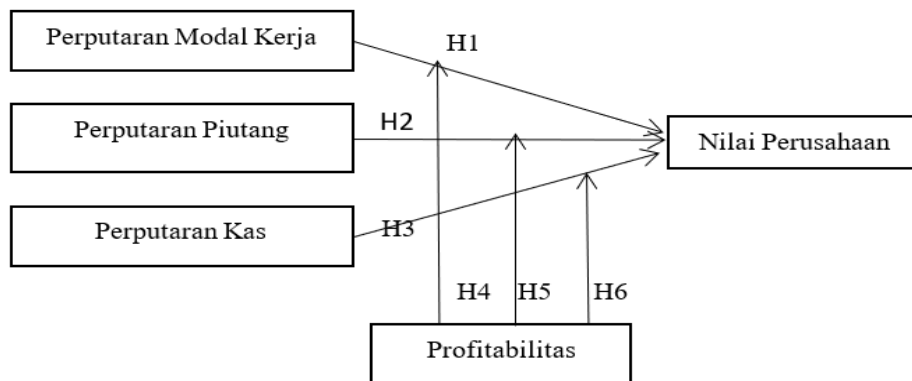 Perputaran Modal Kerja
H1
Perputaran Piutang
H2
Nilai Perusahaan
Perputaran Kas
H3
H4
H5
H6
Profitabilitas